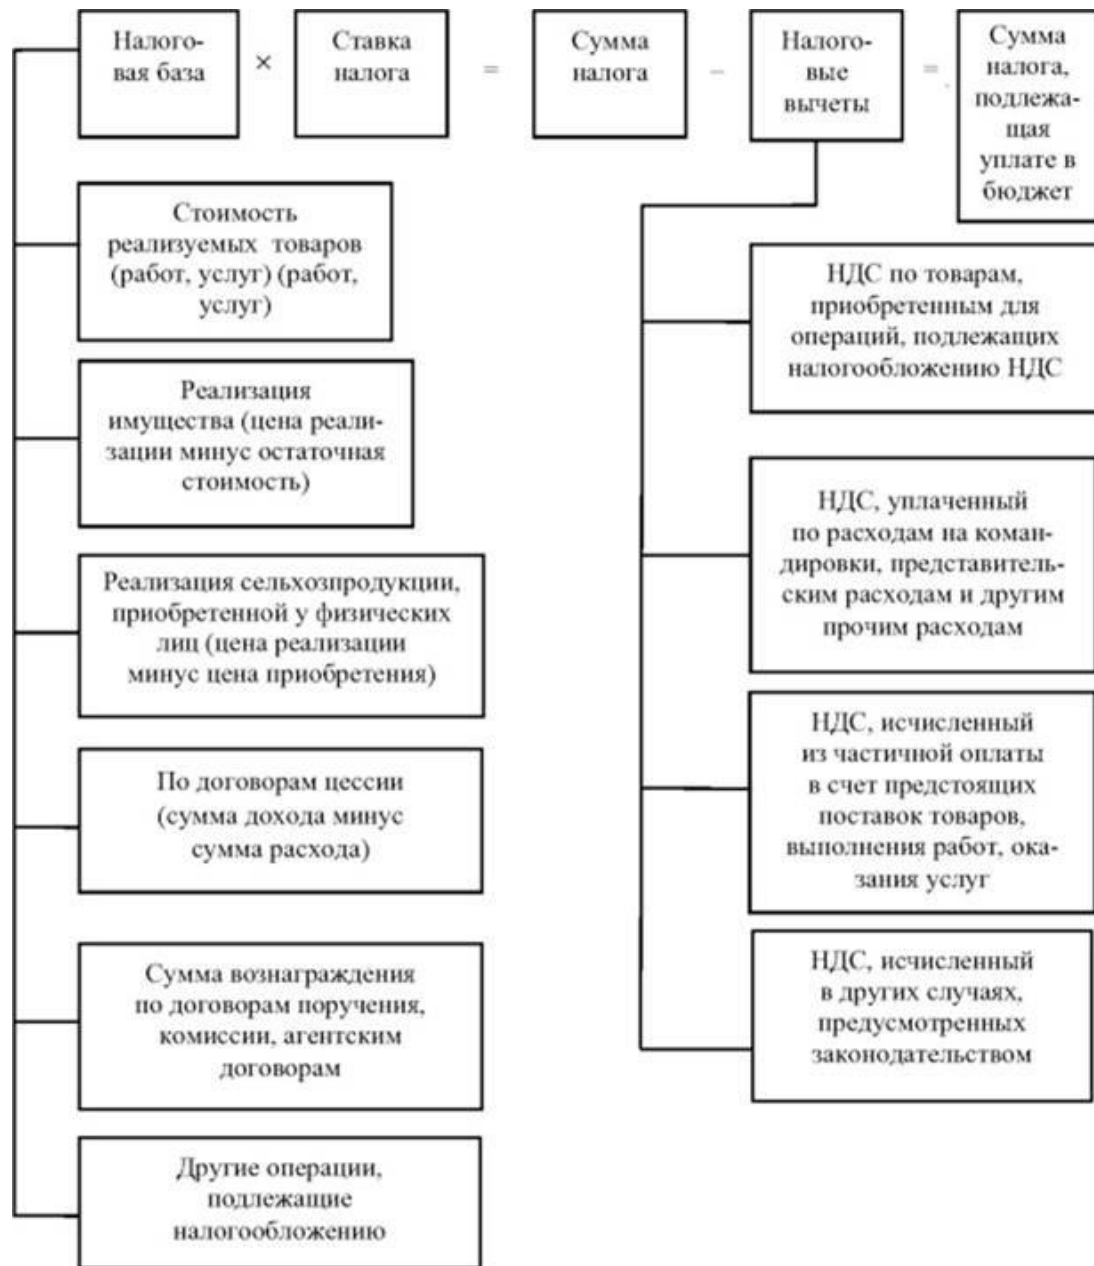 Налого-
вая база
×
Ставка
налога
=
Сумма
налога
–
Налого-
вые
вычеты
=
Сумма
налога,
подлежа-
щая
уплате в
бюджет
Стоимость
реализуемых товаров
(работ, услуг) (работ,
услуг)
Реализация
имущества (цена реали-
зации минус остаточная
стоимость)
Реализация сельхозпродукции,
приобретенной у физических
лиц (цена реализации
минус цена приобретения)
По договорам цессии
(сумма дохода минус
сумма расхода)
Сумма вознаграждения
по договорам поручения,
комиссии, агентским
договорам
Другие операции,
подлежащие
налогообложению
НДС по товарам,
приобретенным для
операций, подлежащих
налогообложению НДС
НДС, уплаченный
по расходам на коман-
дировки, представитель-
ским расходам и другим
прочим расходам
НДС, исчисленный
из частичной оплаты
в счет предстоящих
поставок товаров,
выполнения работ, ока-
зания услуг
НДС, исчисленный
в других случаях,
предусмотренных
законодательством